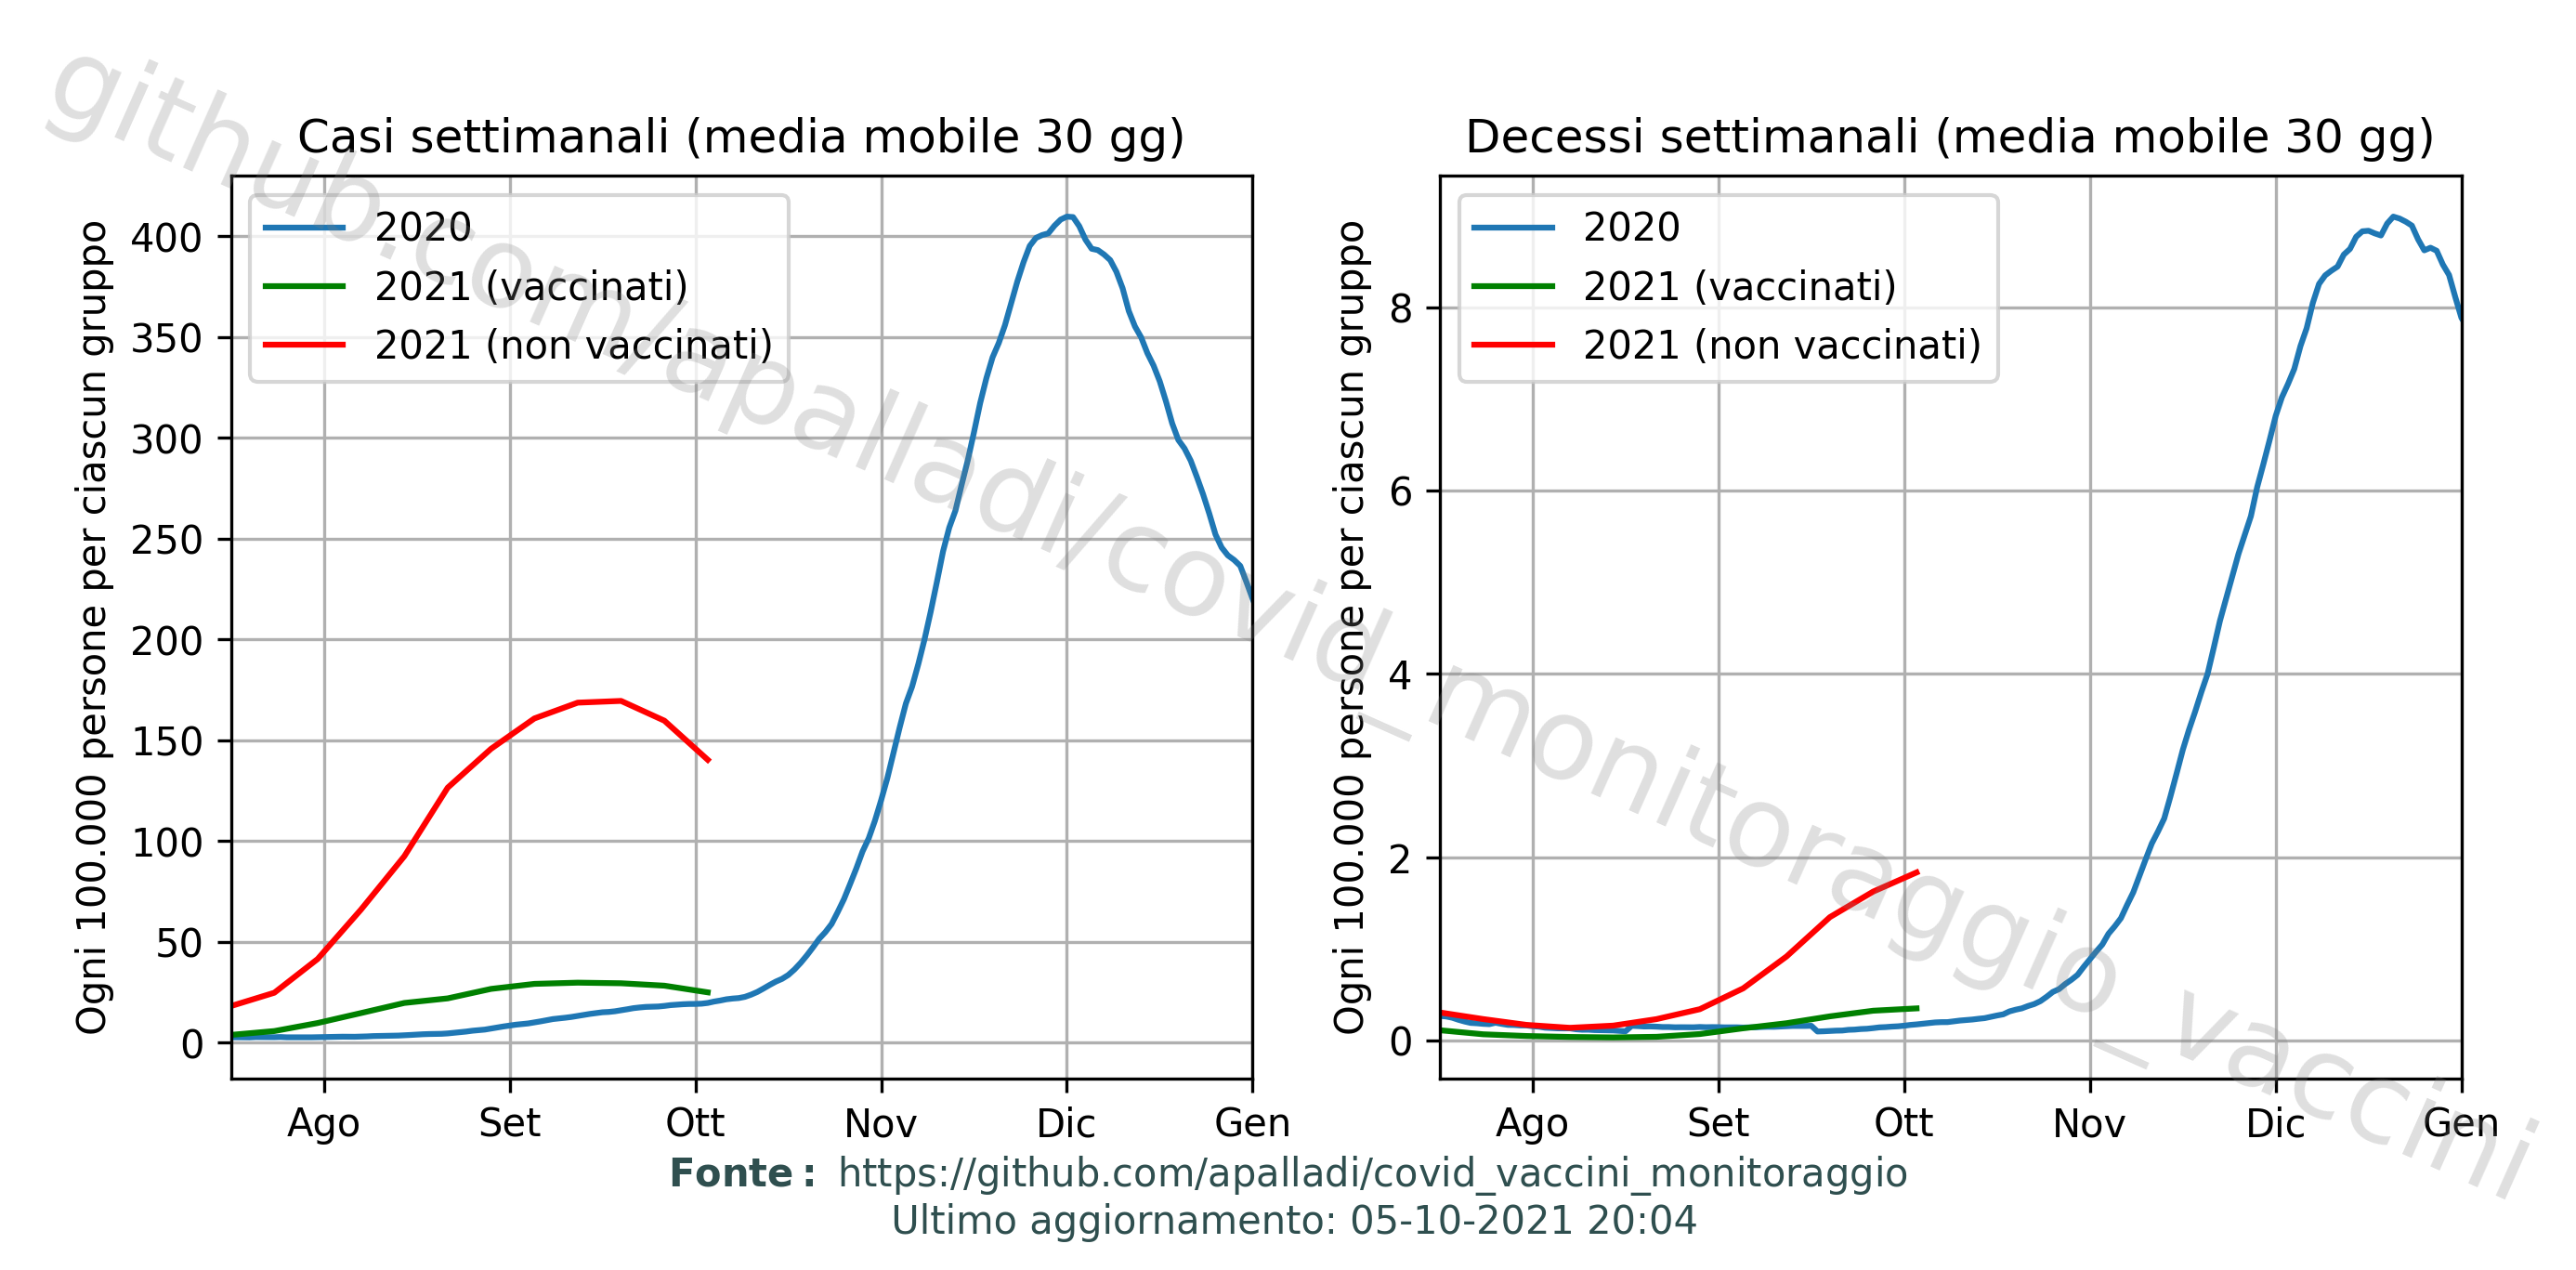 github.com/apalladi/covid_monitoraggio_vaccini
Casi settimanali (media mobile 30 gg)
Ogni 100.000 persone per ciascun gruppo
400
350
300
250
200
150
100
50
0
2020
2021 (vaccinati)
2021 (non vaccinati)
Ago Set Ott Nov Dic Gen
Decessi settimanali (media mobile 30 gg)
Ogni 100.000 persone per ciascun gruppo
8
6
4
2
0
2020
2021 (vaccinati)
2021 (non vaccinati)
Ago Set Ott Nov Dic Gen
Fonte: https://github.com/apalladi/covid_vaccini_monitoraggio
Ultimo aggiornamento: 05-10-2021 20:04